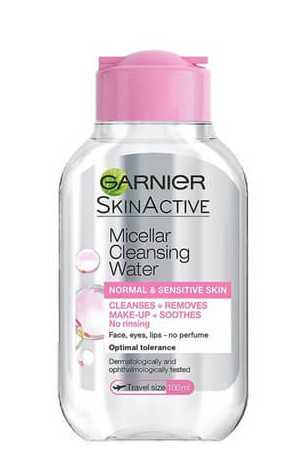 GARNIER
SKINACTIVE
Micellar
Cleansing
Water
NORMAL & SENSITIVE SKIN
CLEANSES + REMOVES
MAKE-UP + SOOTHES
No rinsing
Face, eyes, lips - no perfume
Optimal tolerance
Dermatologically and
ophthalmologically tested
Travel size 100ml